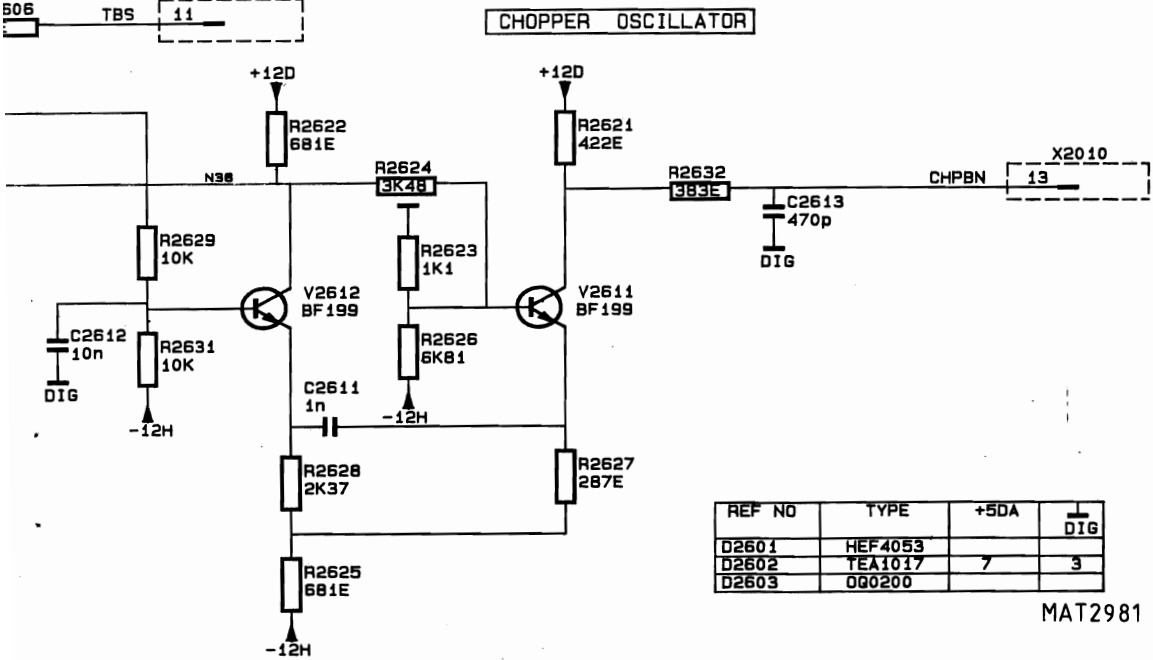 606
TBS
11
CHOPPER OSCILLATOR
+12D
+12D
R2622
681E
R2621
422E
R2624
3K48
N36
R2632
383E
CHPBN
X2010
13
C2613
470p
DIG
R2629
10K
R2623
1K1
V2612
BF199
V2611
BF199
C2612
10n
DIG
R2631
10K
R2626
6K81
-12H
-12H
C2611
1n
R2628
2K37
R2627
287E
R2625
681E
-12H
REF NO TYPE +5DA DIG
D2601 HEF4053
D2602 TEA1017 7 3
D2603 OQ0200
MAT2981